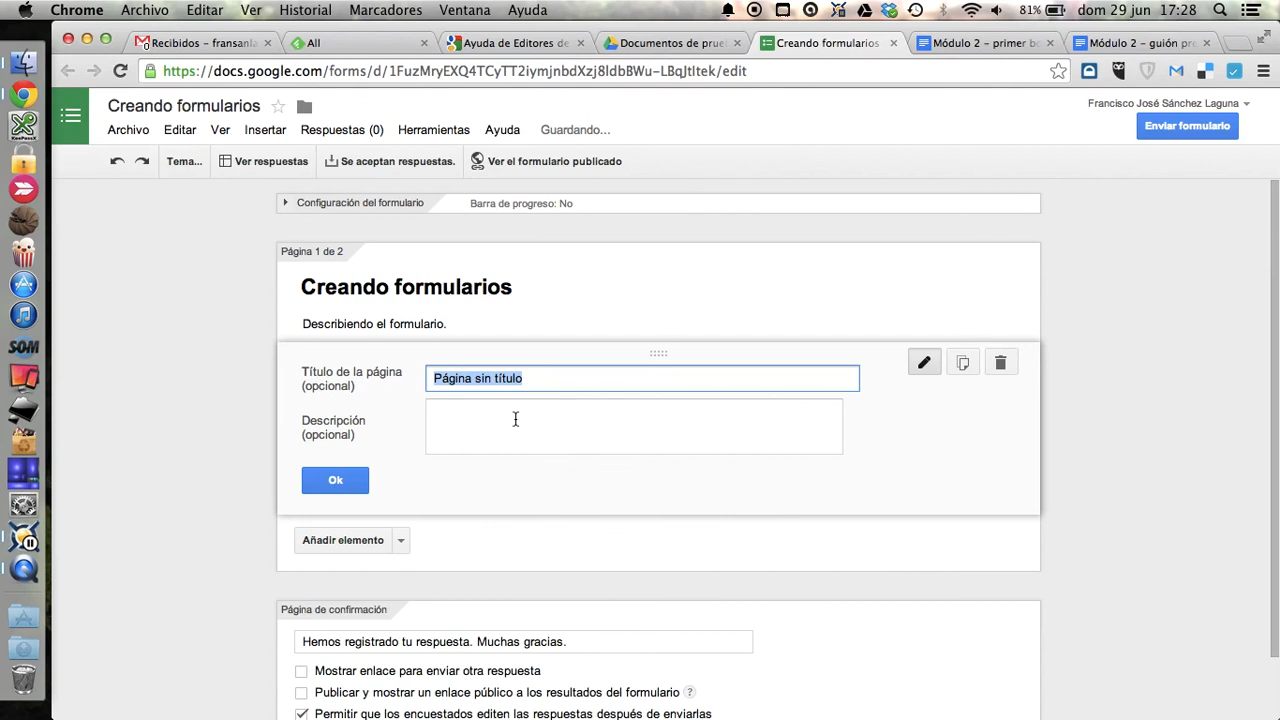 Chrome Archivo Editar Ver Historial Marcadores Ventana Ayuda 81% dom 29 jun 17:28
Recibidos – fransanla All Ayuda de Editores de Documentos de prue Creando formularios Módulo 2 – primer bo Módulo 2 – guión pre
https://docs.google.com/forms/d/1FuzMryEXQ4TCyTT2iymjnbdXzj8ldbBWu-LBqJtltek/edit
Creando formularios
Francisco José Sánchez Laguna
Archivo Editar Ver Insertar Respuestas (0) Herramientas Ayuda Guardando...
Enviar formulario
Tema... Ver respuestas Se aceptan respuestas. Ver el formulario publicado
Configuración del formulario Barra de progreso: No
Página 1 de 2
Creando formularios
Describiendo el formulario.
Título de la página
(opcional)
Página sin título
Descripción
(opcional)
Ok
Añadir elemento
Página de confirmación
Hemos registrado tu respuesta. Muchas gracias.
Mostrar enlace para enviar otra respuesta
Publicar y mostrar un enlace público a los resultados del formulario ?
Permitir que los encuestados editen las respuestas después de enviarlas
SOM